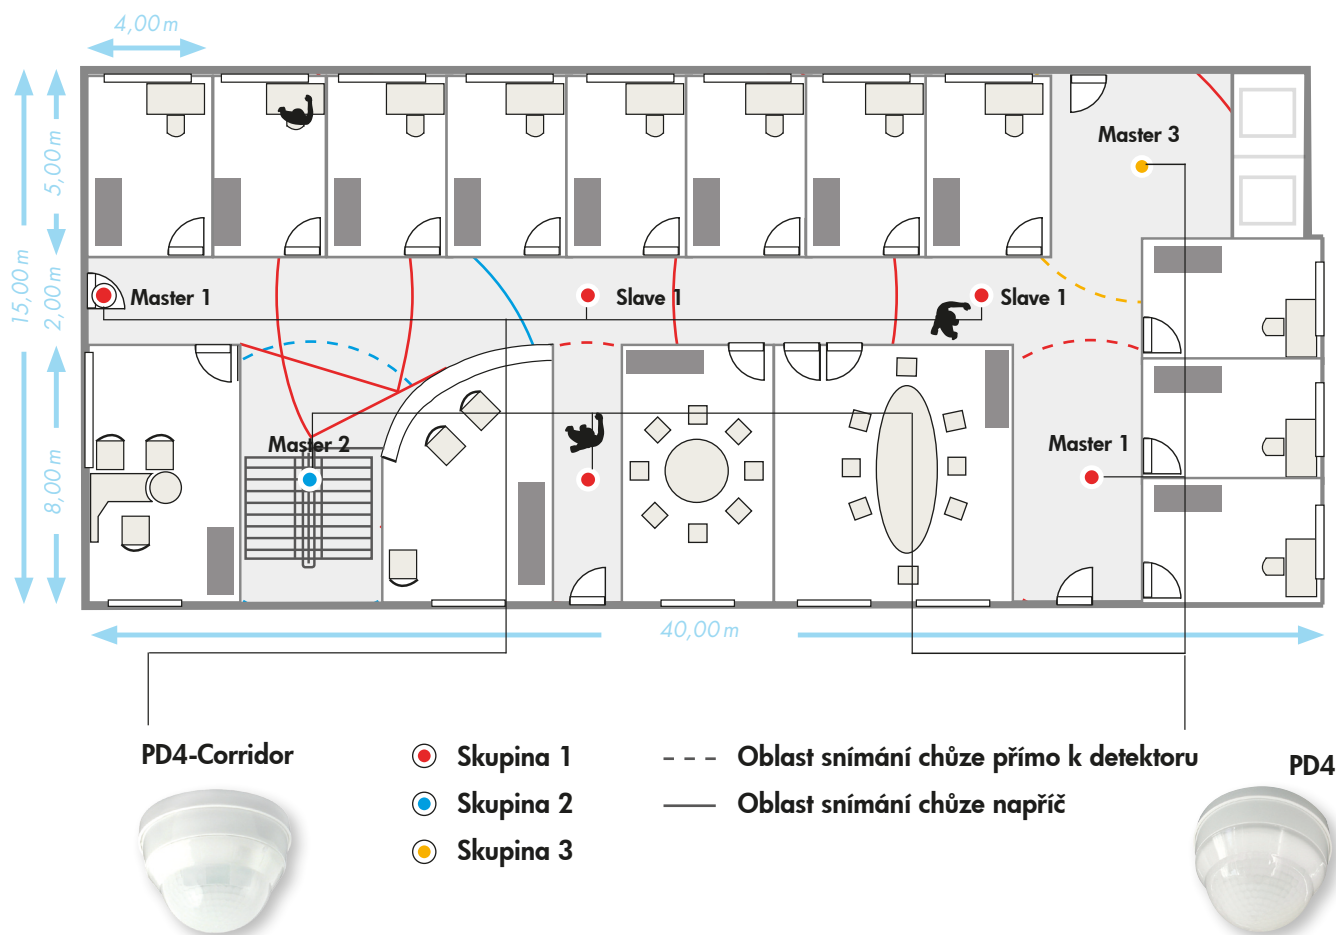 4,00 m
5,00 m
15,00 m
2,00 m
8,00 m
Master 3
Master 1
Slave 1
Slave 1
Master 2
Master 1
40,00 m
PD4-Corridor
Skupina 1
Oblast snímání chůze přímo k detektoru
PD4
Skupina 2
Oblast snímání chůze napříč
Skupina 3